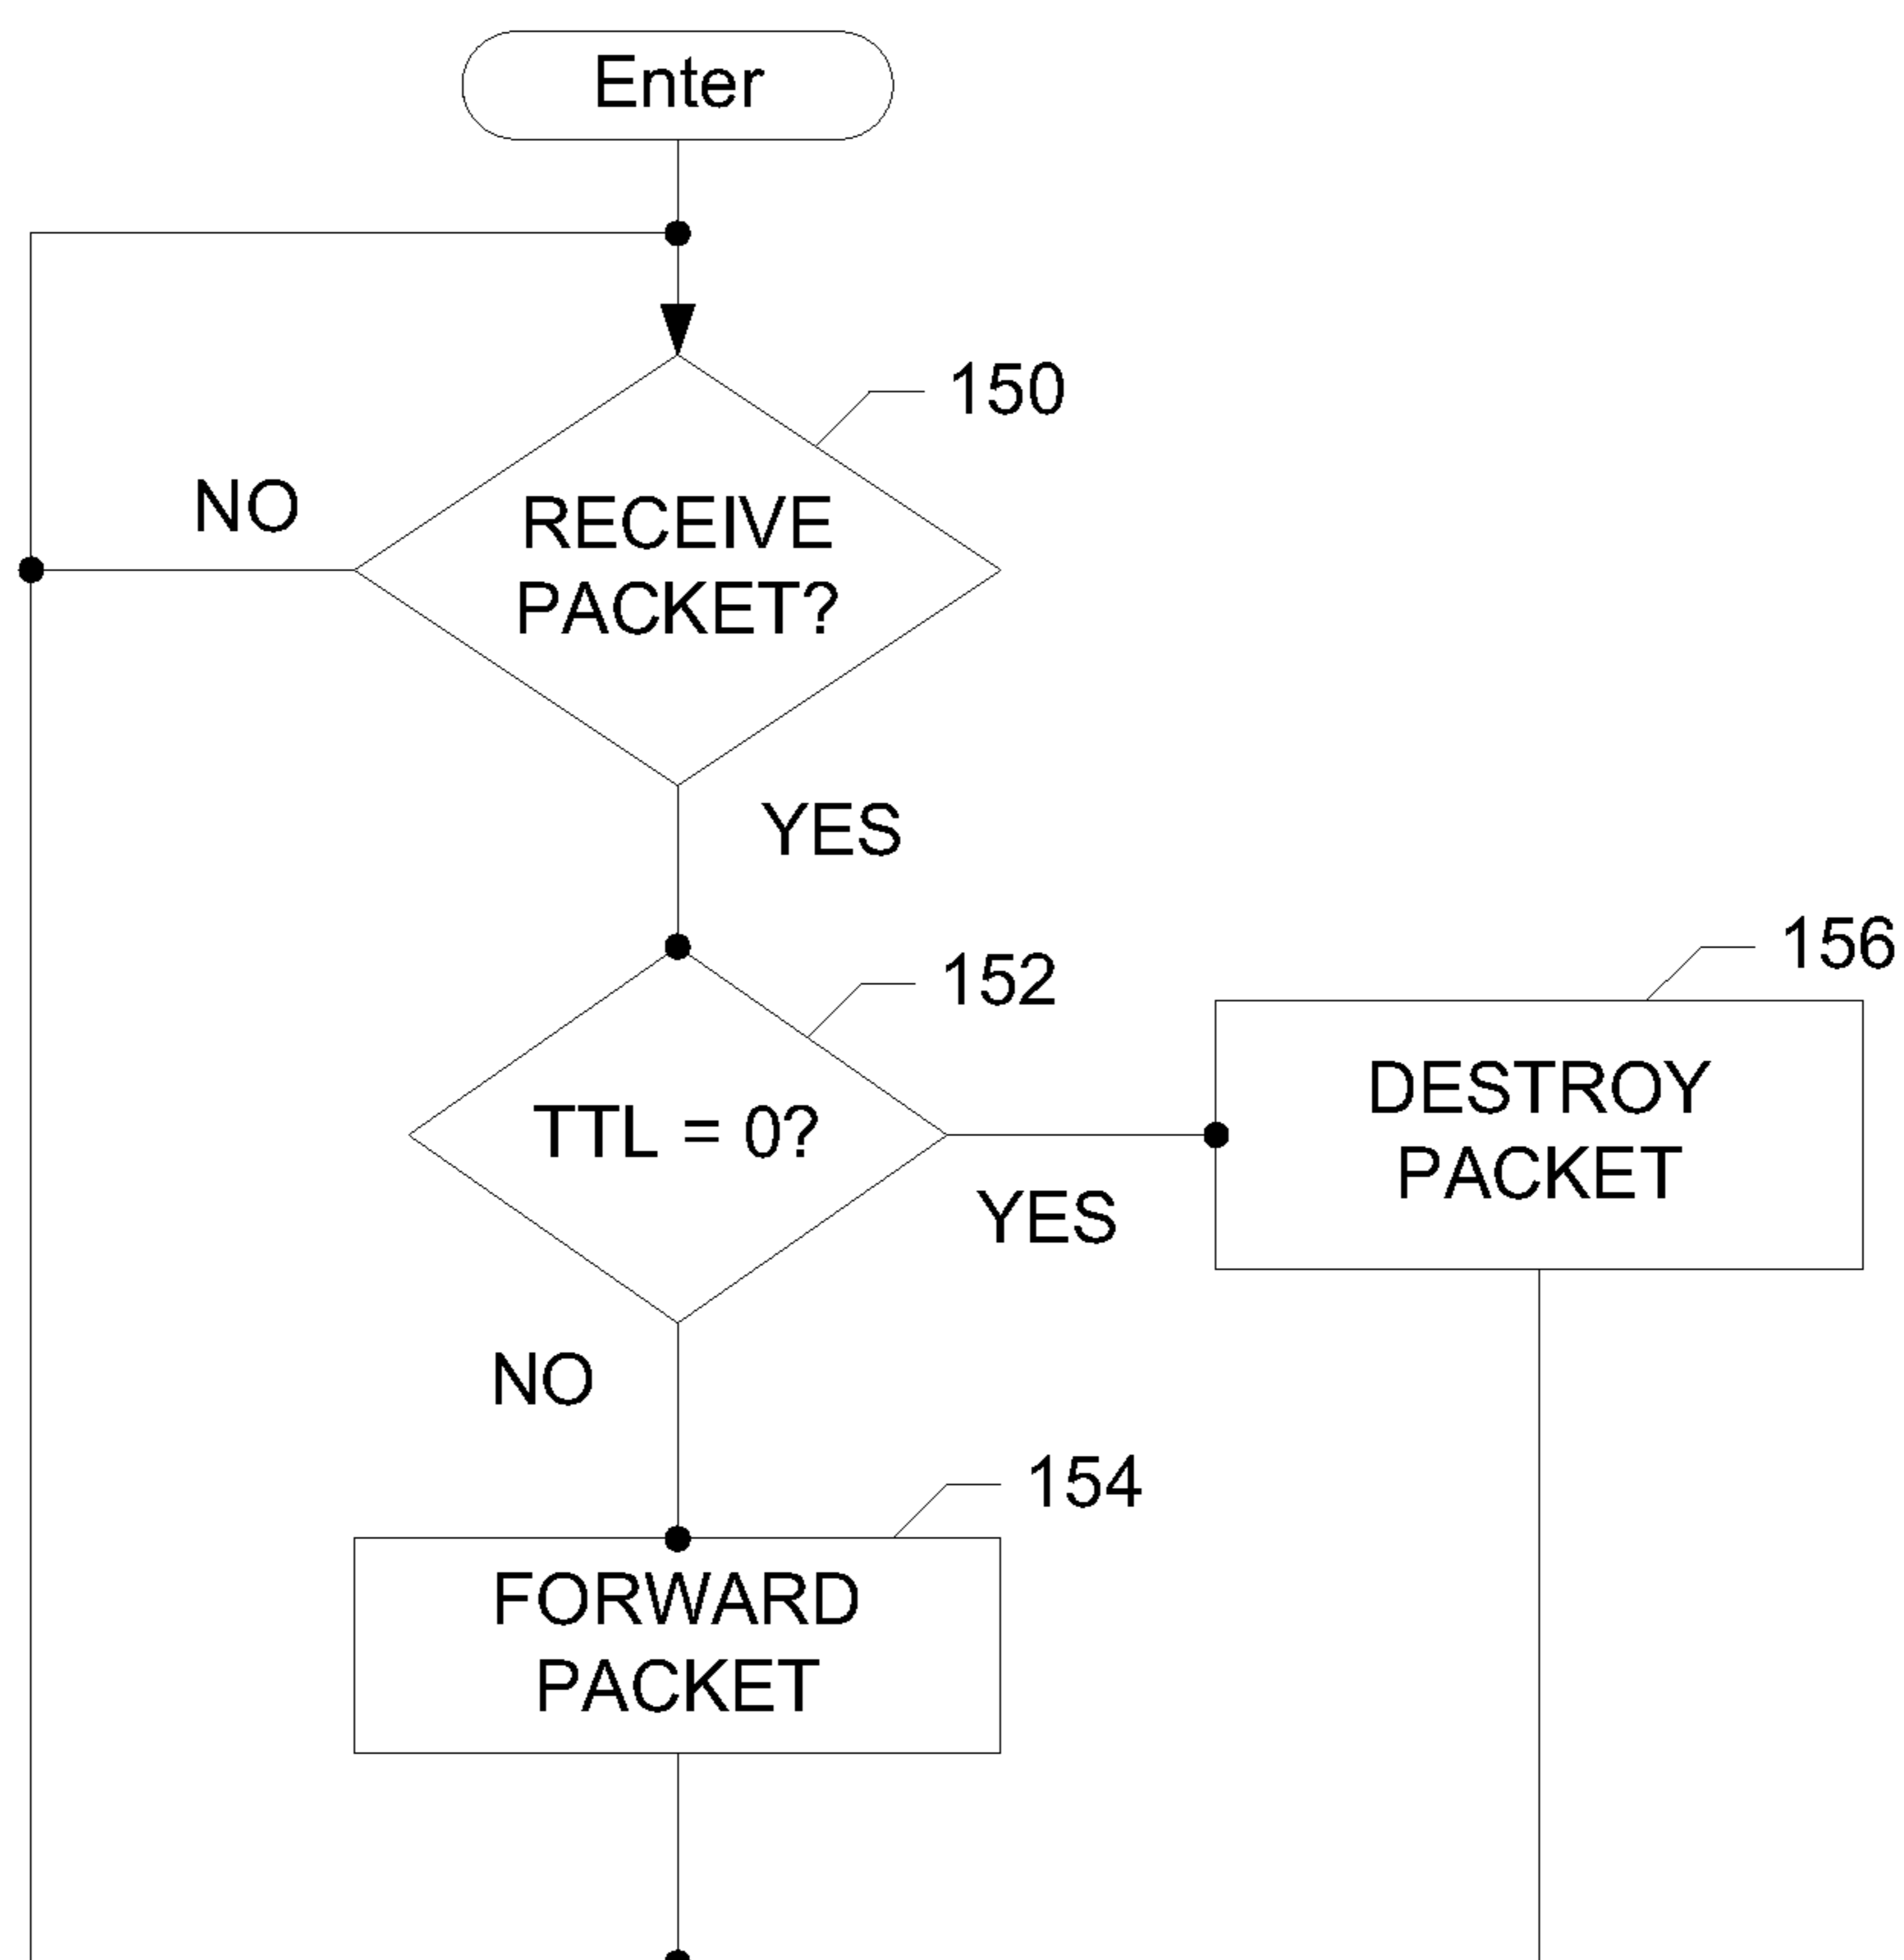 Enter
150
NO
RECEIVE
PACKET?
YES
156
152
DESTROY
PACKET
TTL = 0?
YES
NO
154
FORWARD
PACKET